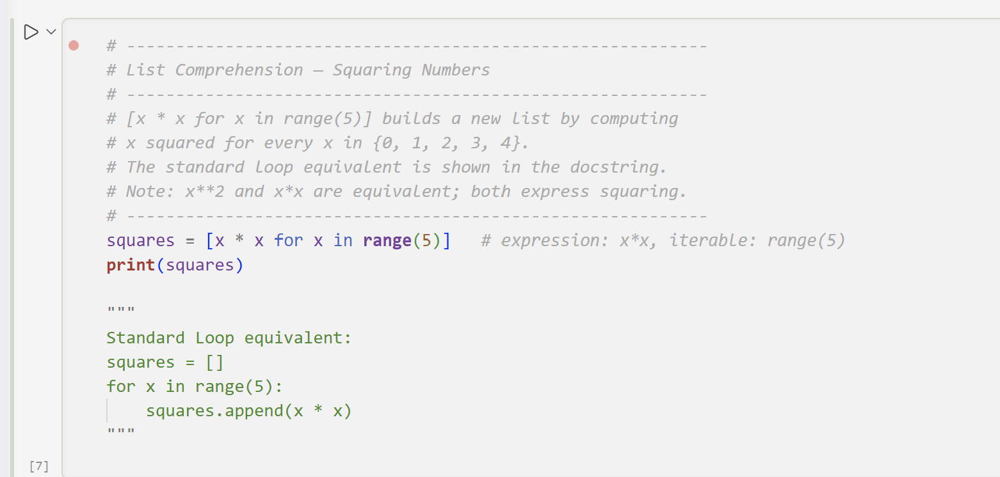 # -----------------------------------------------------------
# List Comprehension — Squaring Numbers
# -----------------------------------------------------------
# [x * x for x in range(5)] builds a new list by computing
# x squared for every x in {0, 1, 2, 3, 4}.
# The standard loop equivalent is shown in the docstring.
# Note: x**2 and x*x are equivalent; both express squaring.
# -----------------------------------------------------------
squares = [x * x for x in range(5)]   # expression: x*x, iterable: range(5)
print(squares)

"""
Standard Loop equivalent:
squares = []
for x in range(5):
    squares.append(x * x)
"""
[7]